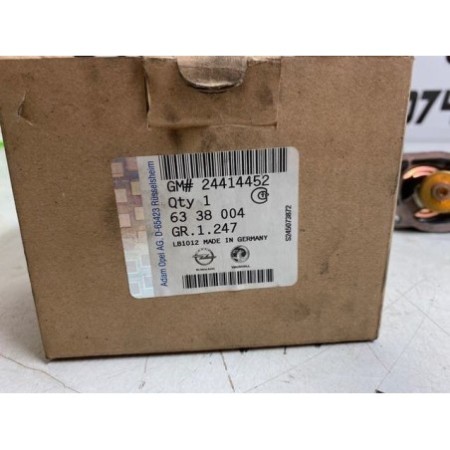 GM# 24414452
Qty 1
63 38 004
GR.1.247
LB1012 MADE IN GERMANY
Adam Opel AG, D-65423 Rüsselsheim
S245073872
074